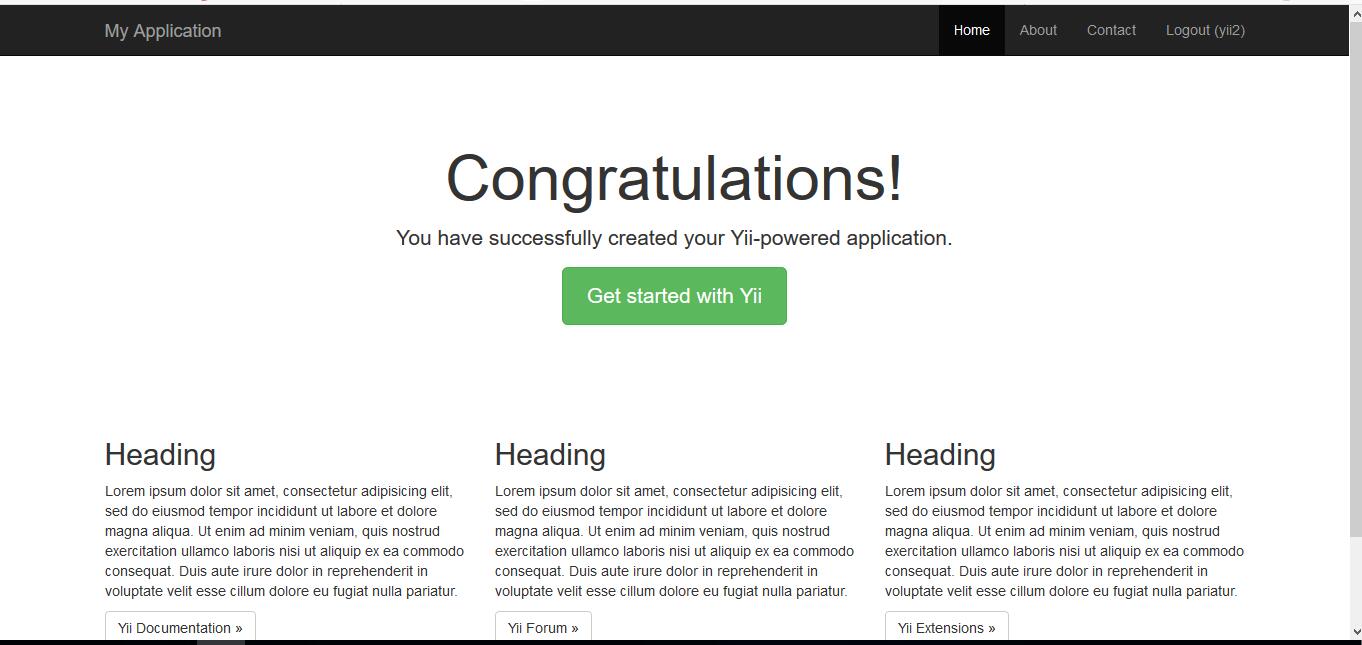 My Application
Home About Contact Logout (yii2)
Congratulations!
You have successfully created your Yii-powered application.
Get started with Yii
Heading
Lorem ipsum dolor sit amet, consectetur adipisicing elit,
sed do eiusmod tempor incididunt ut labore et dolore
magna aliqua. Ut enim ad minim veniam, quis nostrud
exercitation ullamco laboris nisi ut aliquip ex ea commodo
consequat. Duis aute irure dolor in reprehenderit in
voluptate velit esse cillum dolore eu fugiat nulla pariatur.
Yii Documentation »
Heading
Lorem ipsum dolor sit amet, consectetur adipisicing elit,
sed do eiusmod tempor incididunt ut labore et dolore
magna aliqua. Ut enim ad minim veniam, quis nostrud
exercitation ullamco laboris nisi ut aliquip ex ea commodo
consequat. Duis aute irure dolor in reprehenderit in
voluptate velit esse cillum dolore eu fugiat nulla pariatur.
Yii Forum »
Heading
Lorem ipsum dolor sit amet, consectetur adipisicing elit,
sed do eiusmod tempor incididunt ut labore et dolore
magna aliqua. Ut enim ad minim veniam, quis nostrud
exercitation ullamco laboris nisi ut aliquip ex ea commodo
consequat. Duis aute irure dolor in reprehenderit in
voluptate velit esse cillum dolore eu fugiat nulla pariatur.
Yii Extensions »